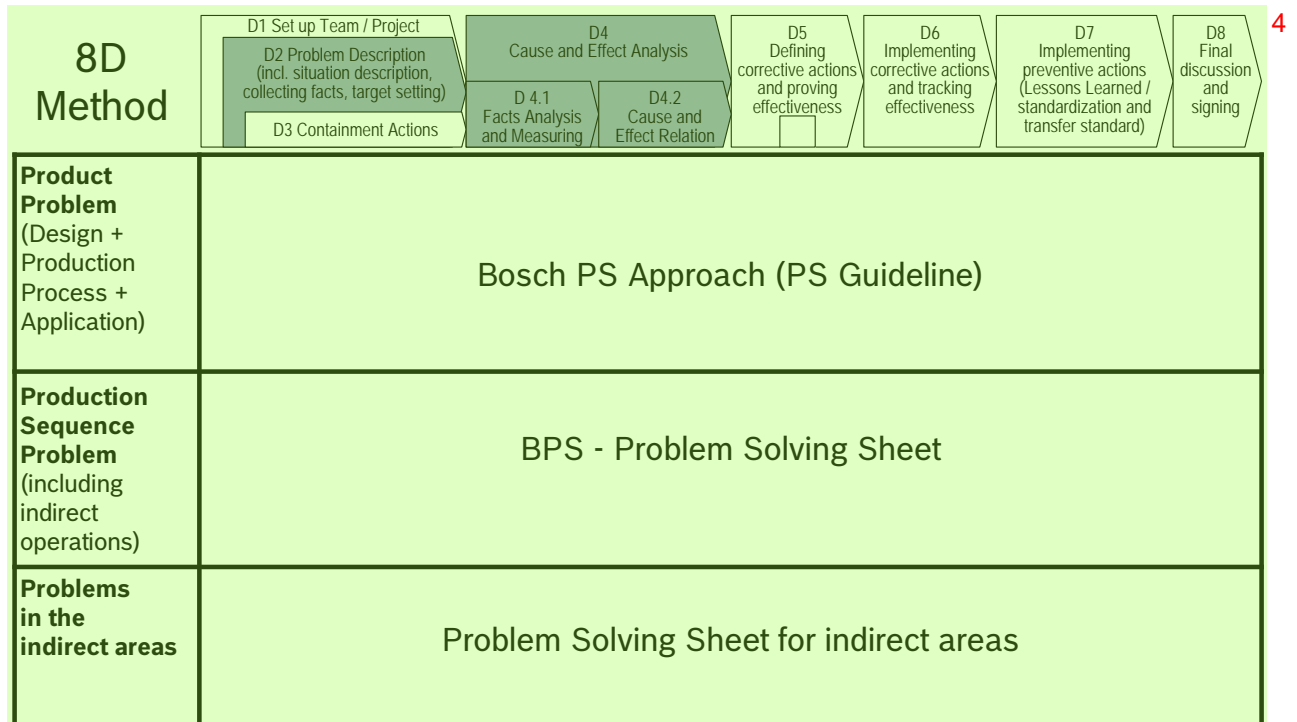 8D
Method
D1 Set up Team / Project
D2 Problem Description
(incl. situation description,
collecting facts, target setting)
D3 Containment Actions
D4
Cause and Effect Analysis
D 4.1
Facts Analysis
and Measuring
D4.2
Cause and
Effect Relation
D5
Defining
corrective actions
and proving
effectiveness
D6
Implementing
corrective actions
and tracking
effectiveness
D7
Implementing
preventive actions
(Lessons Learned /
standardization and
transfer standard)
D8
Final
discussion
and
signing
4
Product
Problem
(Design +
Production
Process +
Application)
Bosch PS Approach (PS Guideline)
Production
Sequence
Problem
(including
indirect
operations)
BPS - Problem Solving Sheet
Problems
in the
indirect areas
Problem Solving Sheet for indirect areas